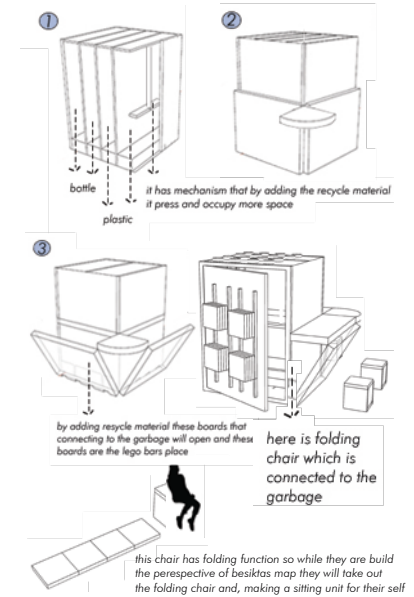 1
2
bottle
plastic
it has mechanism that by adding the recycle material
it press and occupy more space
3
by adding resycle material these boards that
connecting to the garbage will open and these
boards are the lego bars place
here is folding
chair which is
connected to the
garbage
this chair has folding function so while they are build
the perespective of besiktas map they will take out
the folding chair and, making a sitting unit for their self